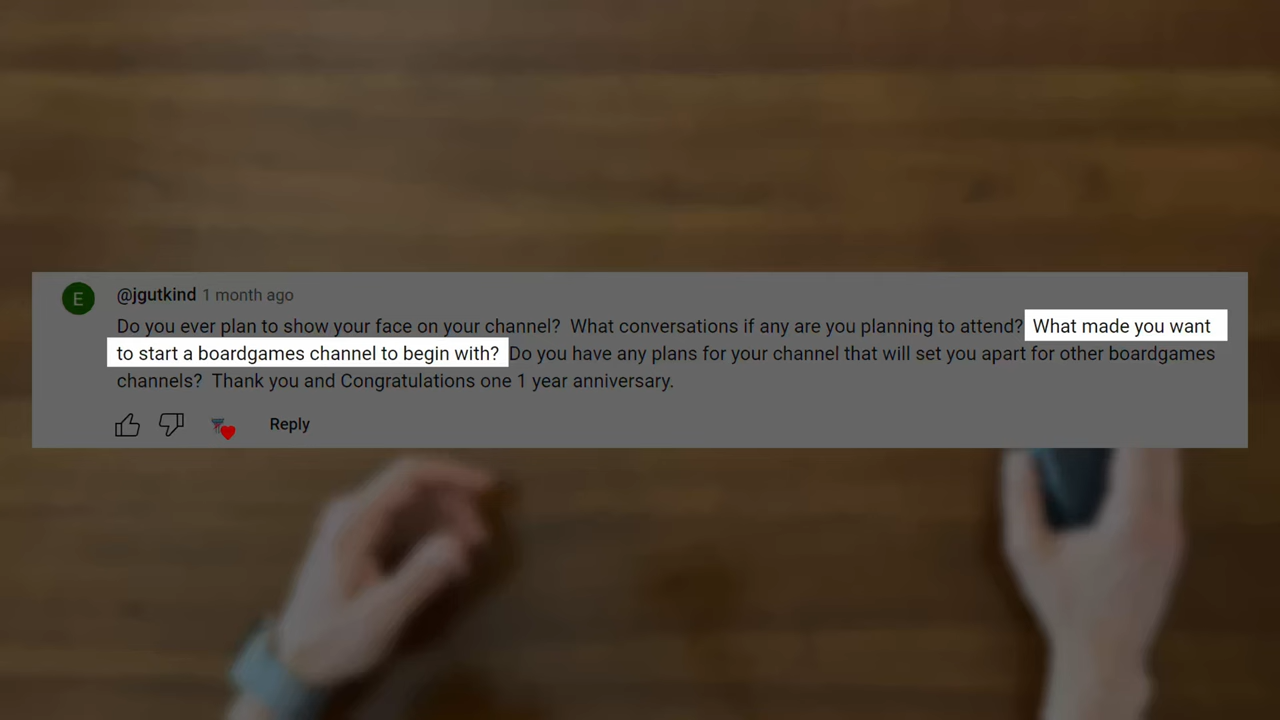 E
@jgutkind 1 month ago
Do you ever plan to show your face on your channel?  What conversations if any are you planning to attend? What made you want
to start a boardgames channel to begin with? Do you have any plans for your channel that will set you apart for other boardgames
channels?  Thank you and Congratulations one 1 year anniversary.
Reply